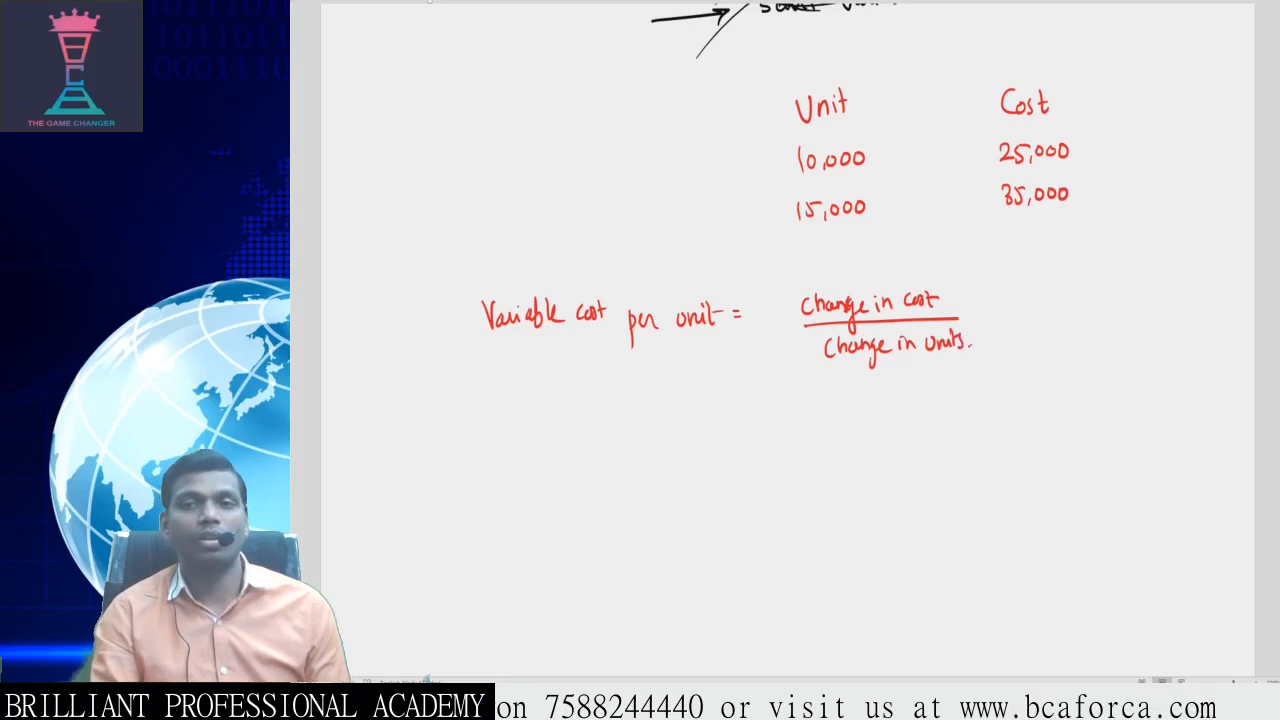 THE GAME CHANGER
Unit Cost
10,000 25,000
15,000 35,000
Variable cost per unit = Change in cost
Change in units.
BRILLIANT PROFESSIONAL ACADEMY on 7588244440 or visit us at www.bcaforca.com